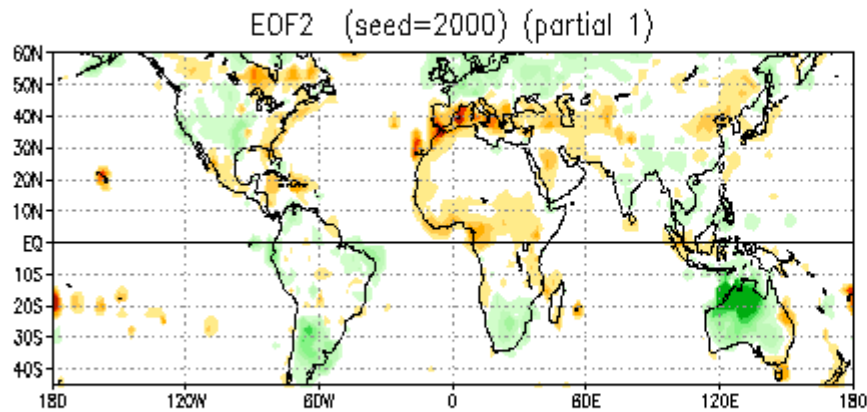 EOF2 (seed=2000) (partial 1)
60N
50N
40N
30N
20N
10N
EQ
10S
20S
30S
40S
180 120W 60W 0 60E 120E 180